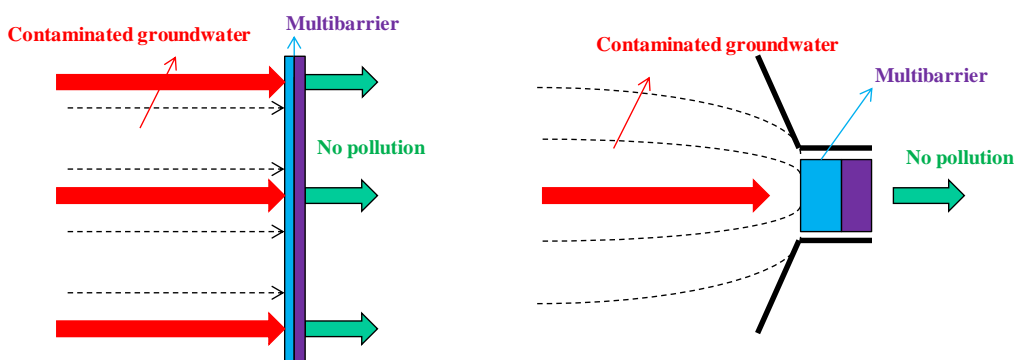 Multibarrier
Contaminated groundwater
No pollution
Contaminated groundwater
Multibarrier
No pollution